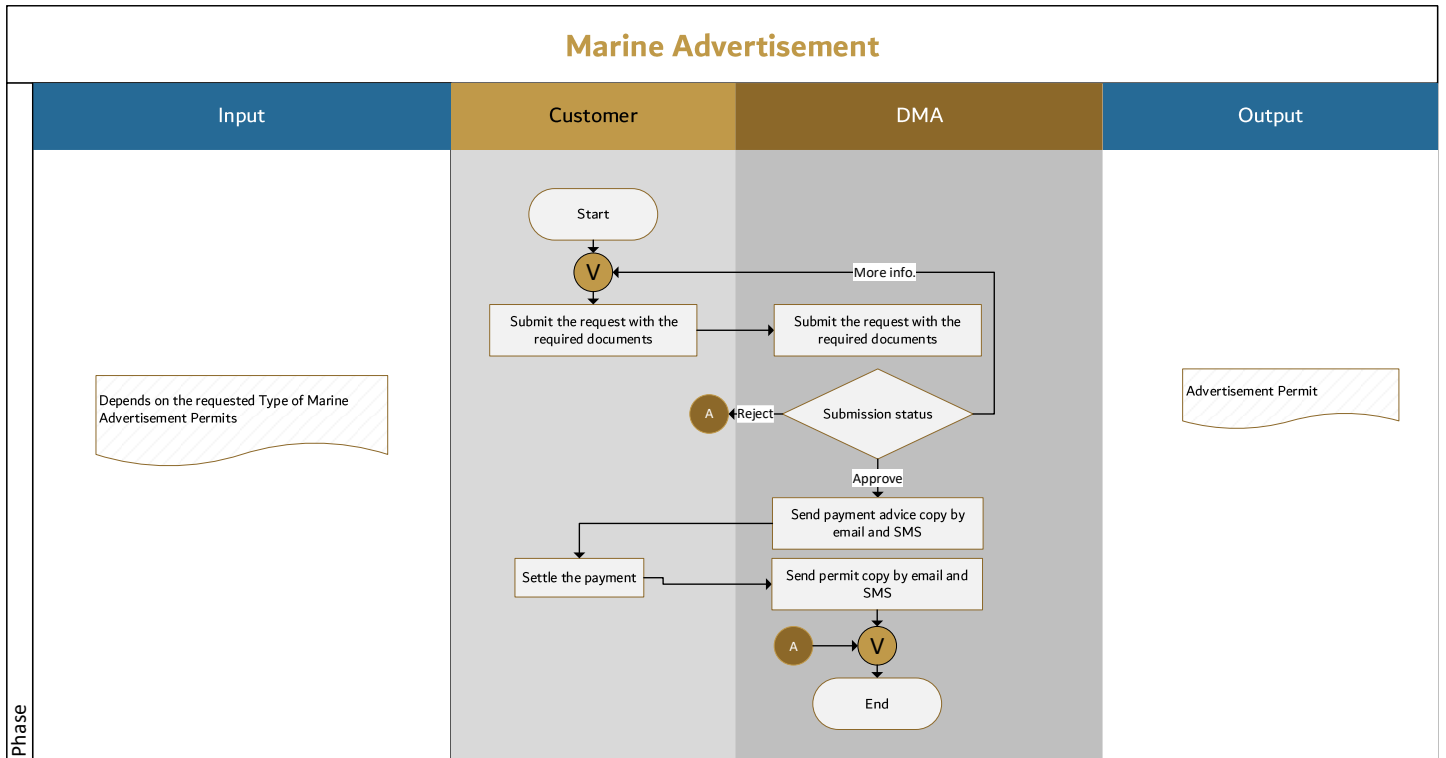 Marine Advertisement
Input
Customer
DMA
Output
Start
V
More info.
Submit the request with the
required documents
Submit the request with the
required documents
Depends on the requested Type of Marine
Advertisement Permits
A
Reject
Submission status
Advertisement Permit
Approve
Send payment advice copy by
email and SMS
Settle the payment
Send permit copy by email and
SMS
A
V
End
Phase